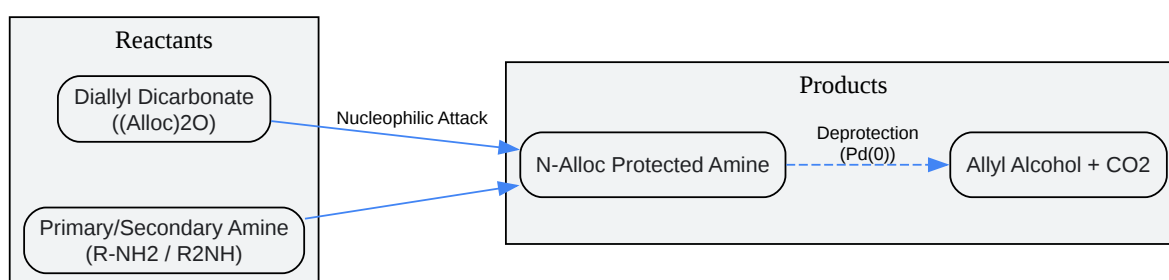 Reactants
Diallyl Dicarbonate
((Alloc)2O)
Primary/Secondary Amine
(R-NH2 / R2NH)
Nucleophilic Attack
Products
N-Alloc Protected Amine
Deprotection
(Pd(0))
Allyl Alcohol + CO2